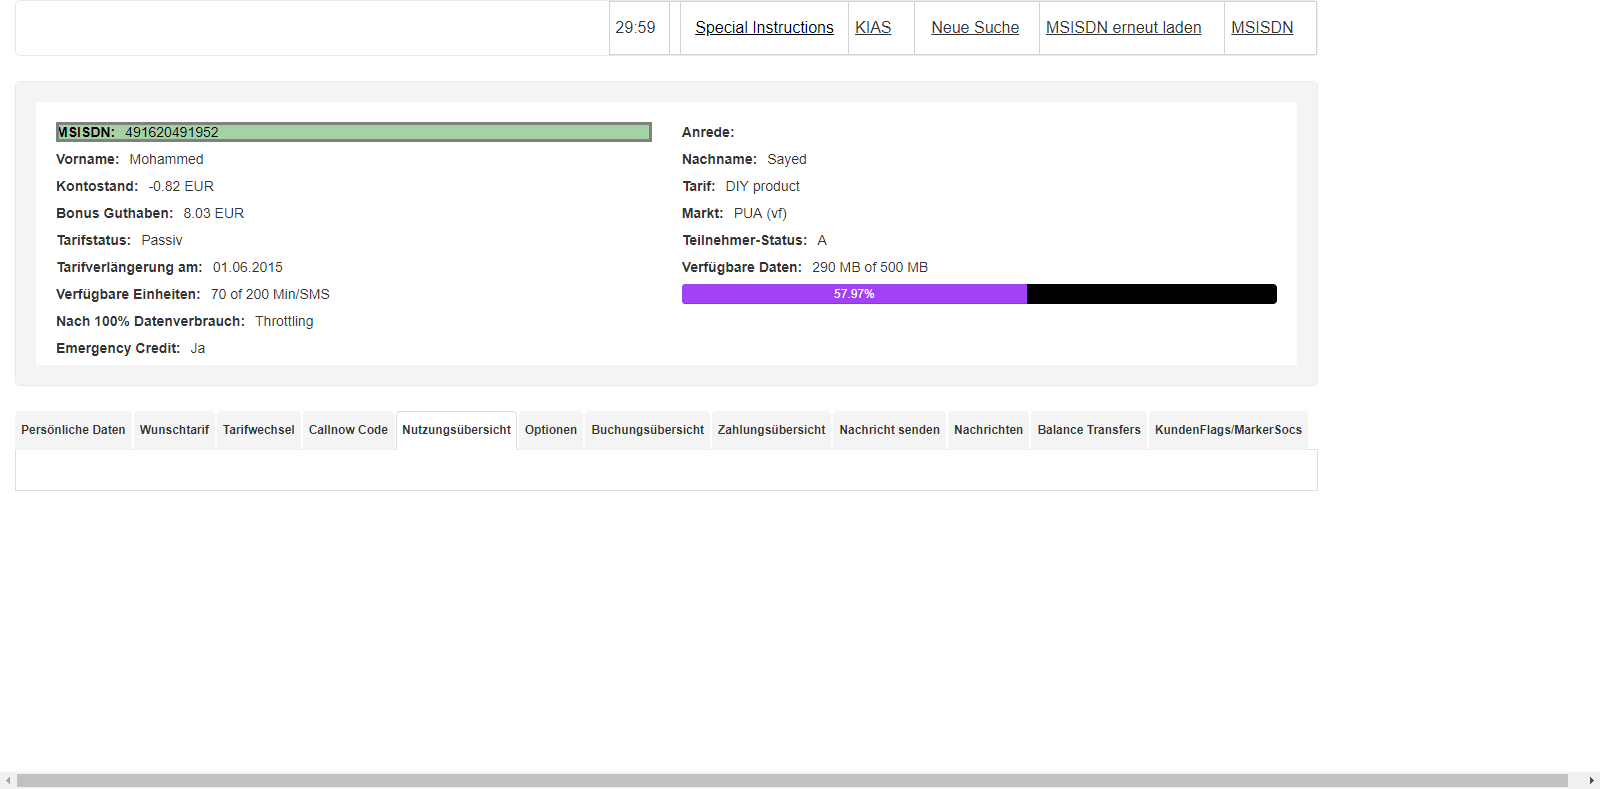 29:59 Special Instructions KIAS Neue Suche MSISDN erneut laden MSISDN
MSISDN: 491620491952
Vorname: Mohammed
Kontostand: -0.82 EUR
Bonus Guthaben: 8.03 EUR
Tarifstatus: Passiv
Tarifverlängerung am: 01.06.2015
Verfügbare Einheiten: 70 of 200 Min/SMS
Nach 100% Datenverbrauch: Throttling
Emergency Credit: Ja
Anrede:
Nachname: Sayed
Tarif: DIY product
Markt: PUA (vf)
Teilnehmer-Status: A
Verfügbare Daten: 290 MB of 500 MB
57.97%
Persönliche Daten Wunschtarif Tarifwechsel Callnow Code Nutzungsübersicht Optionen Buchungsübersicht Zahlungsübersicht Nachricht senden Nachrichten Balance Transfers KundenFlags/MarkerSocs